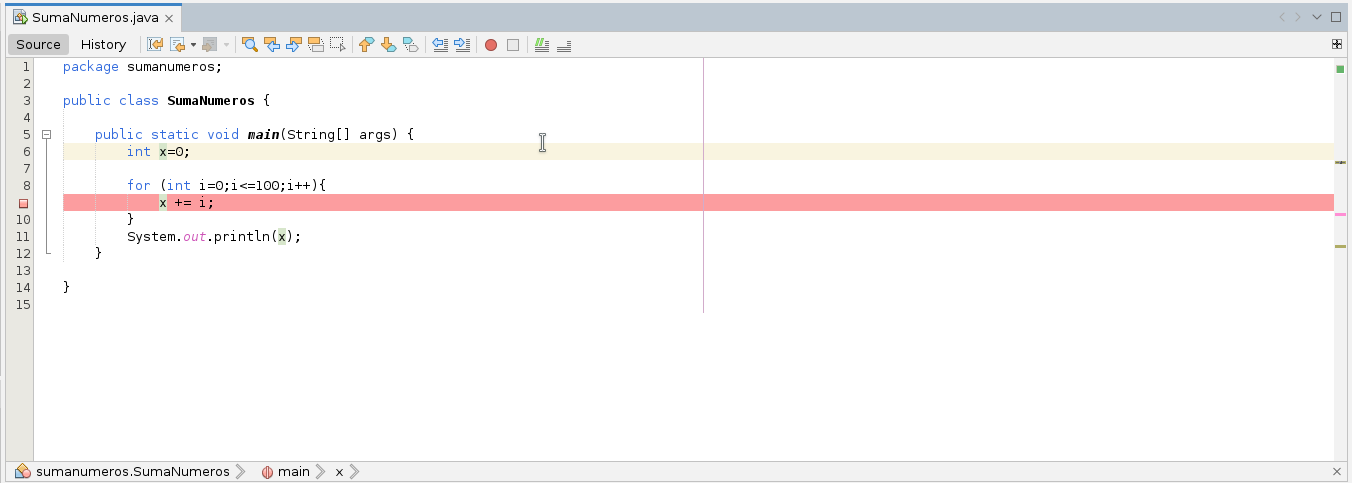 SumaNumeros.java
Source History
1 package sumanumeros;
2
3 public class SumaNumeros {
4
5 public static void main(String[] args) {
6 int x=0;
7
8 for (int i=0;i<=100;i++){
x += i;
10 }
11 System.out.println(x);
12 }
13
14 }
15
sumanumeros.SumaNumeros main x